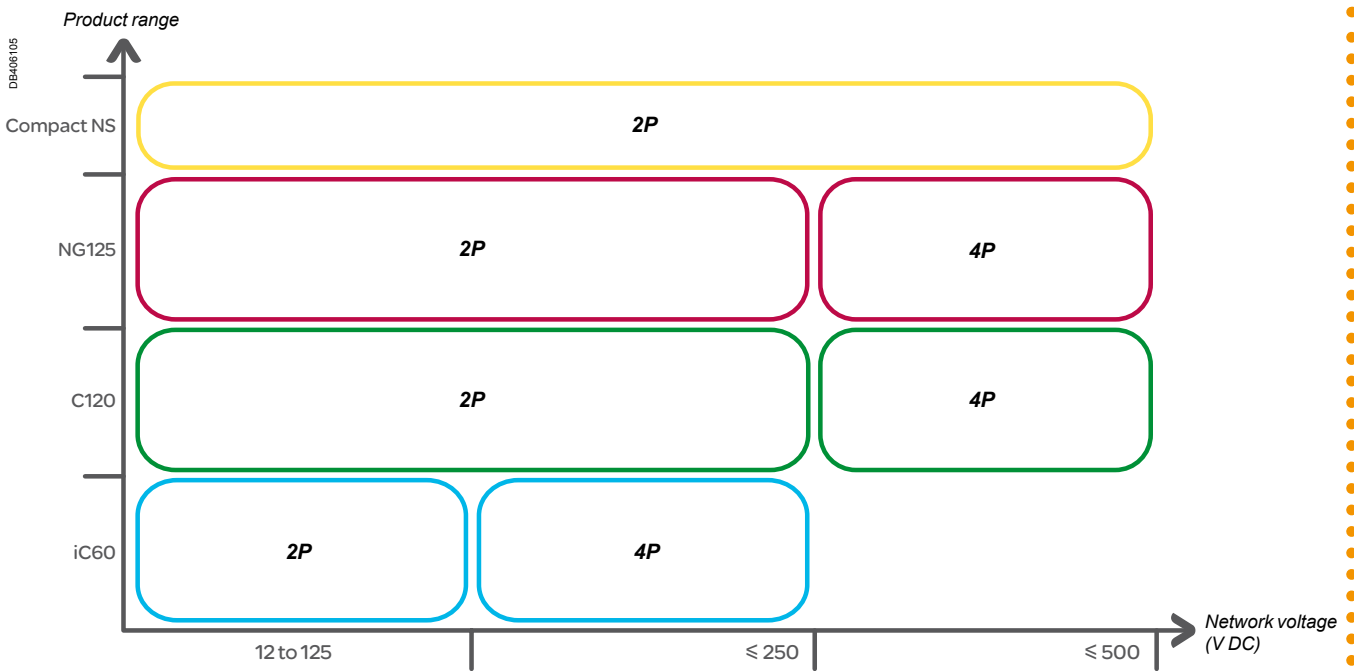 Product range
DB406105
Compact NS
2P
NG125
2P
4P
C120
2P
4P
iC60
2P
4P
Network voltage
(V DC)
12 to 125
⩽ 250
⩽ 500